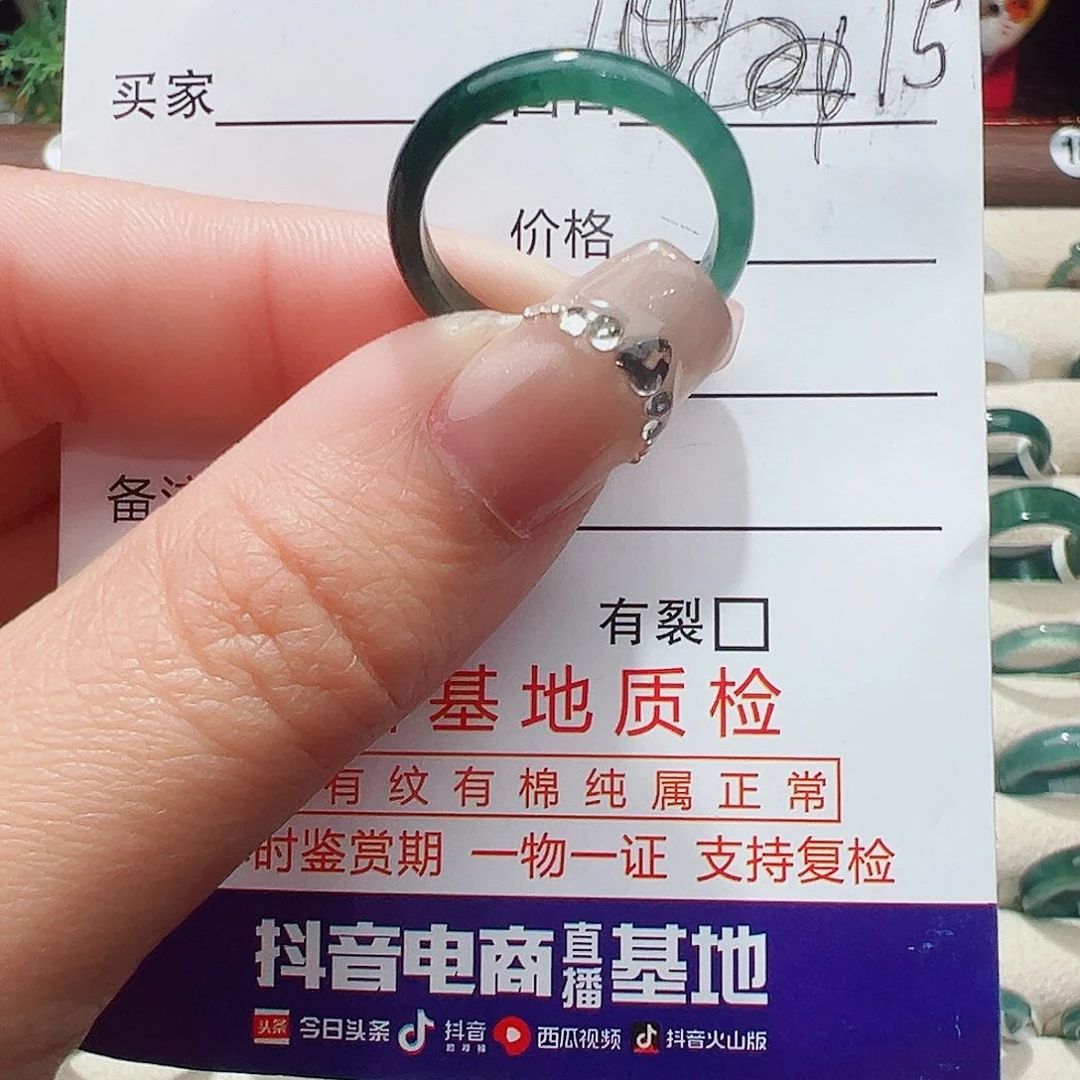 买家
价格
备注
有裂□
基地质检
有纹有棉纯属正常
时鉴赏期 一物一证 支持复检
抖音电商直播基地
头条 今日头条 抖音 西瓜视频 抖音火山版